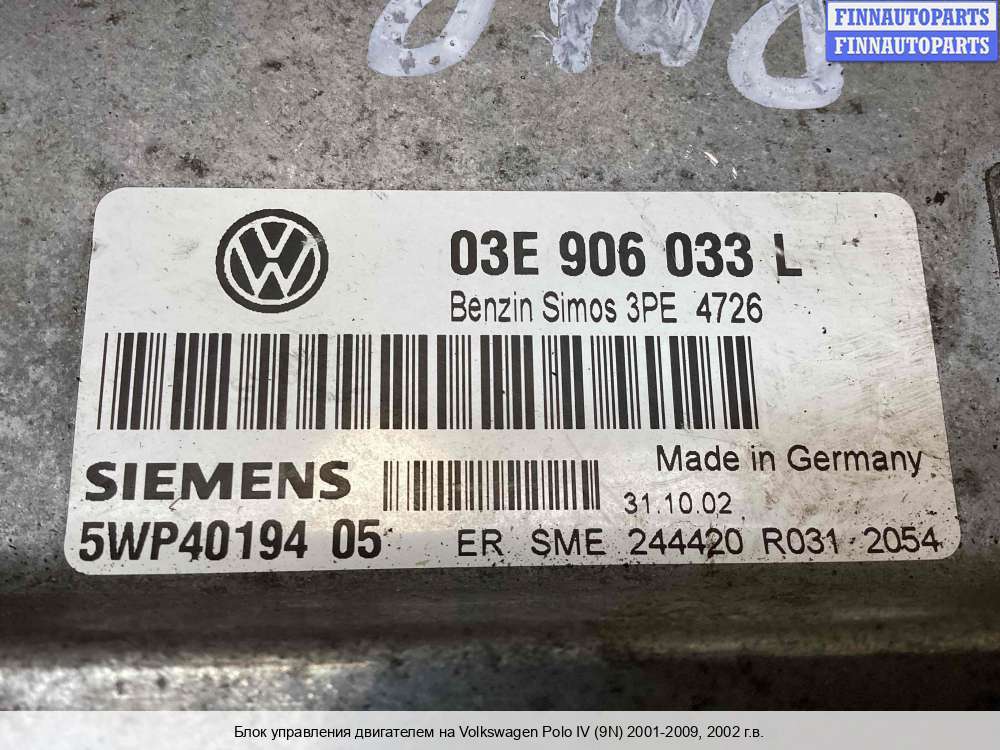 FINNAUTOPARTS
FINNAUTOPARTS
03E 906 033 L
Benzin Simos 3PE 4726
SIEMENS
Made in Germany
31.10.02
5WP40194 05
ER SME 244420 R031 2054
Блок управления двигателем на Volkswagen Polo IV (9N) 2001-2009, 2002 г.в.